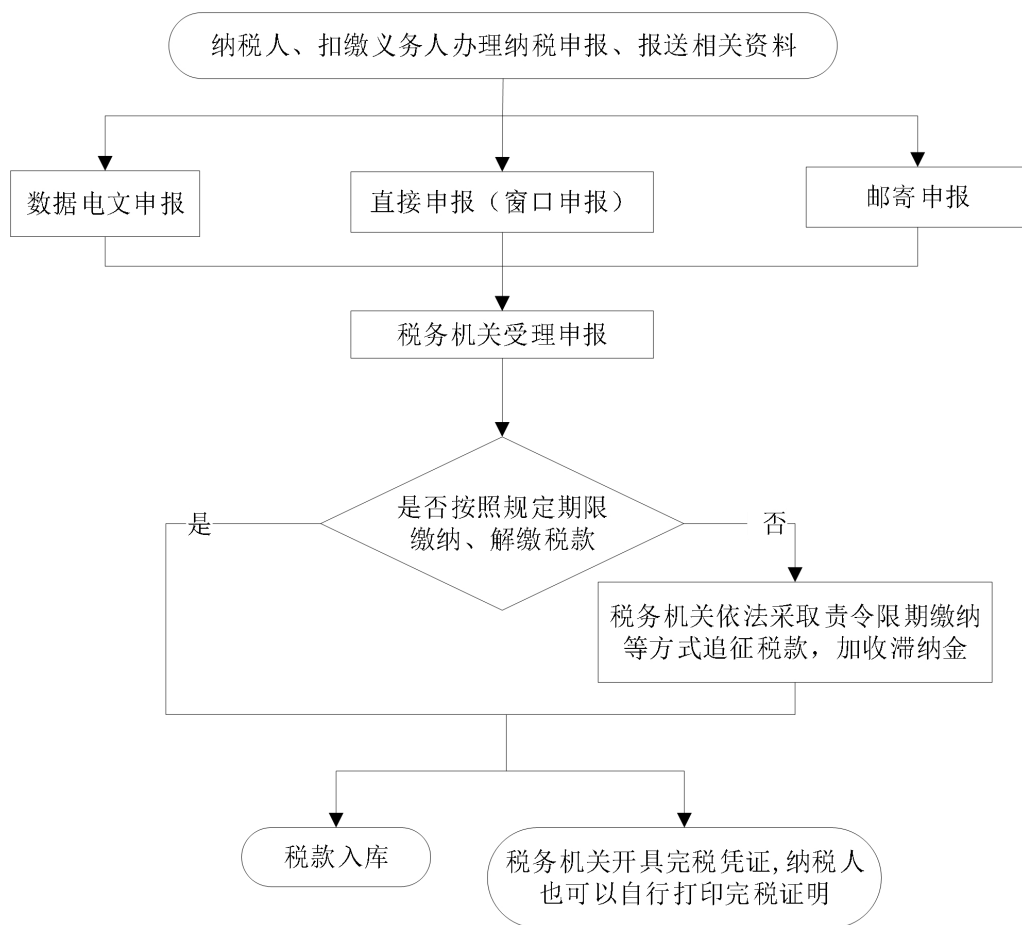 纳税人、扣缴义务人办理纳税申报、报送相关资料
数据电文申报
直接申报（窗口申报）
邮寄申报
税务机关受理申报
是否按照规定期限
缴纳、解缴税款
是
否
税务机关依法采取责令限期缴纳
等方式追征税款，加收滞纳金
税款入库
税务机关开具完税凭证,纳税人
也可以自行打印完税证明